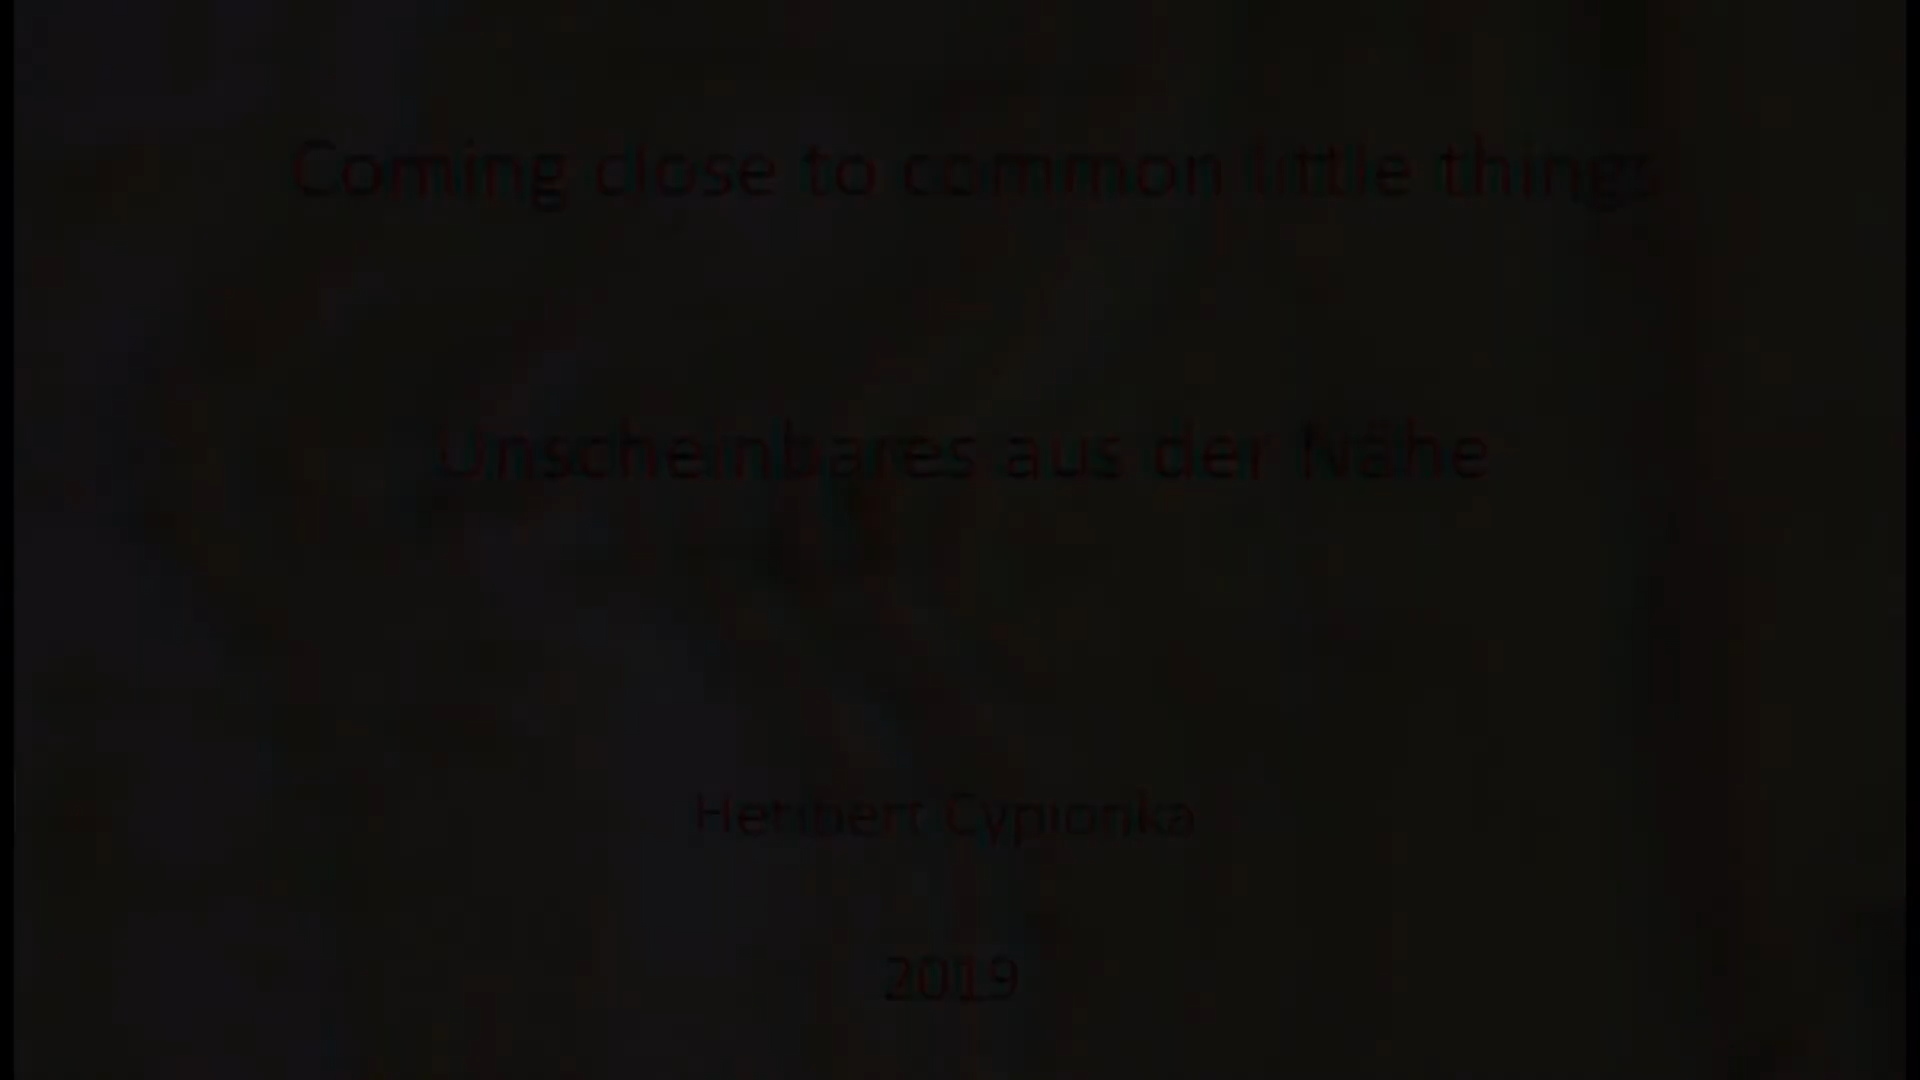 Coming close to common little things
Unscheinbares aus der Nähe
Heribert Cypionka
2019